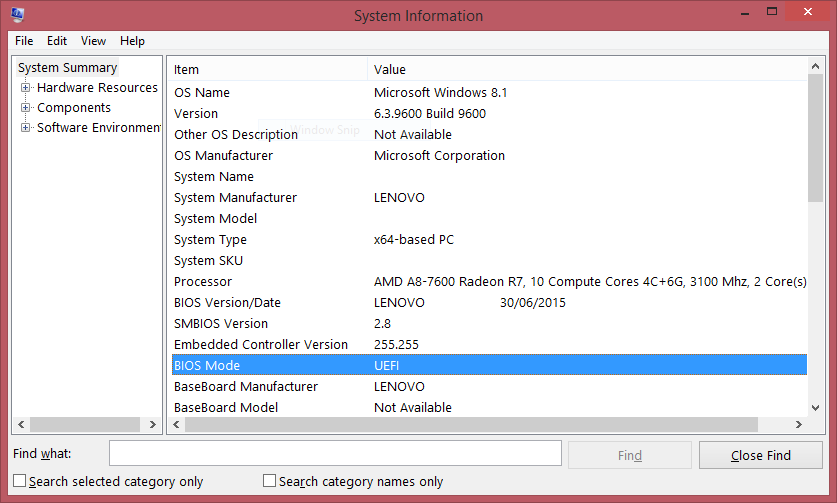 System Information
File Edit View Help
System Summary
Hardware Resources
Components
Software Environmen
Item Value
OS Name Microsoft Windows 8.1
Version 6.3.9600 Build 9600
Window Snip
Other OS Description Not Available
OS Manufacturer Microsoft Corporation
System Name
System Manufacturer LENOVO
System Model
System Type x64-based PC
System SKU
Processor AMD A8-7600 Radeon R7, 10 Compute Cores 4C+6G, 3100 Mhz, 2 Core(s)
BIOS Version/Date LENOVO 30/06/2015
SMBIOS Version 2.8
Embedded Controller Version 255.255
BIOS Mode UEFI
BaseBoard Manufacturer LENOVO
BaseBoard Model Not Available
Find what: Find Close Find
Search selected category only Search category names only